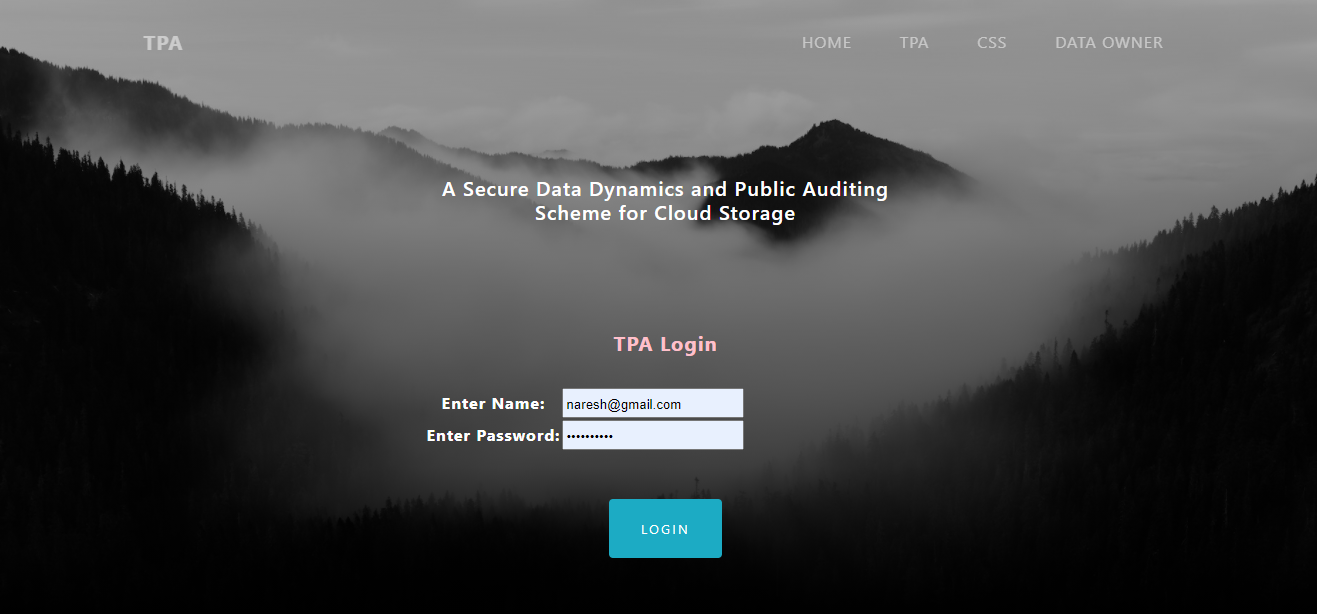 TPA
HOME TPA CSS DATA OWNER
A Secure Data Dynamics and Public Auditing
Scheme for Cloud Storage
TPA Login
Enter Name: naresh@gmail.com
Enter Password: ••••••••••
LOGIN